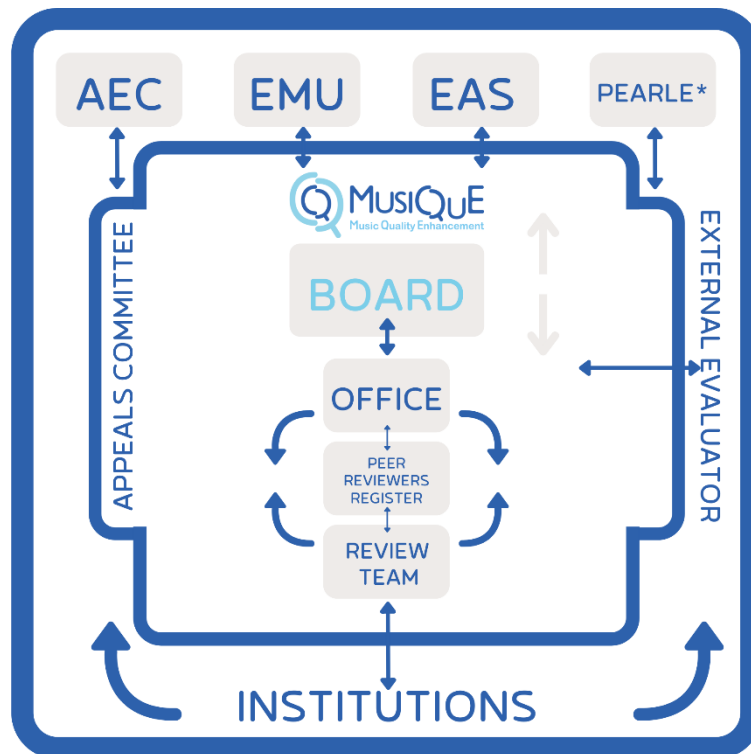 AEC
EMU
EAS
PEARLE*
MusiQuE
Music Quality Enhancement
APPEALS COMMITTEE
EXTERNAL EVALUATOR
BOARD
OFFICE
PEER
REVIEWERS
REGISTER
REVIEW
TEAM
INSTITUTIONS